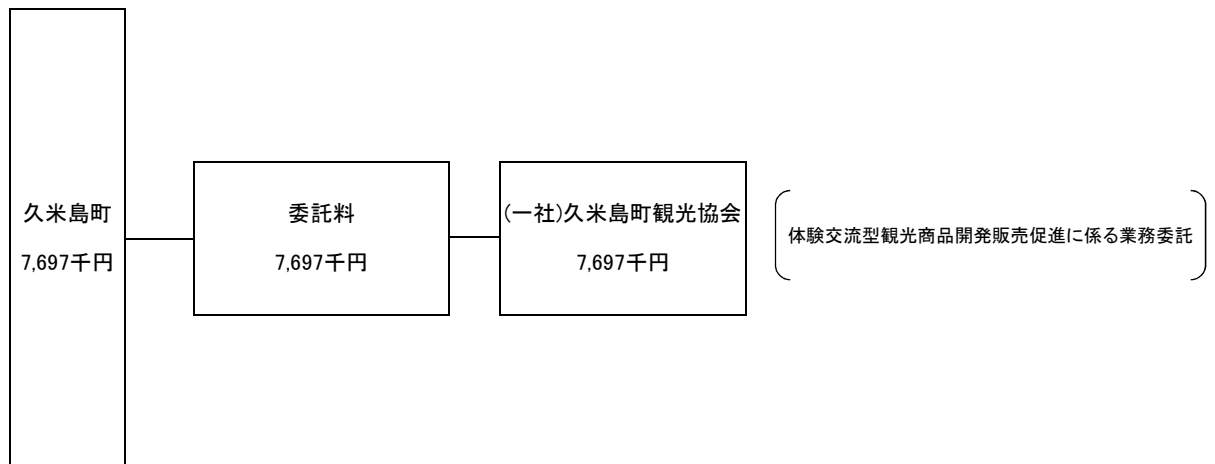 久米島町
7,697千円
委託料
7,697千円
(一社)久米島町観光協会
7,697千円
体験交流型観光商品開発販売促進に係る業務委託